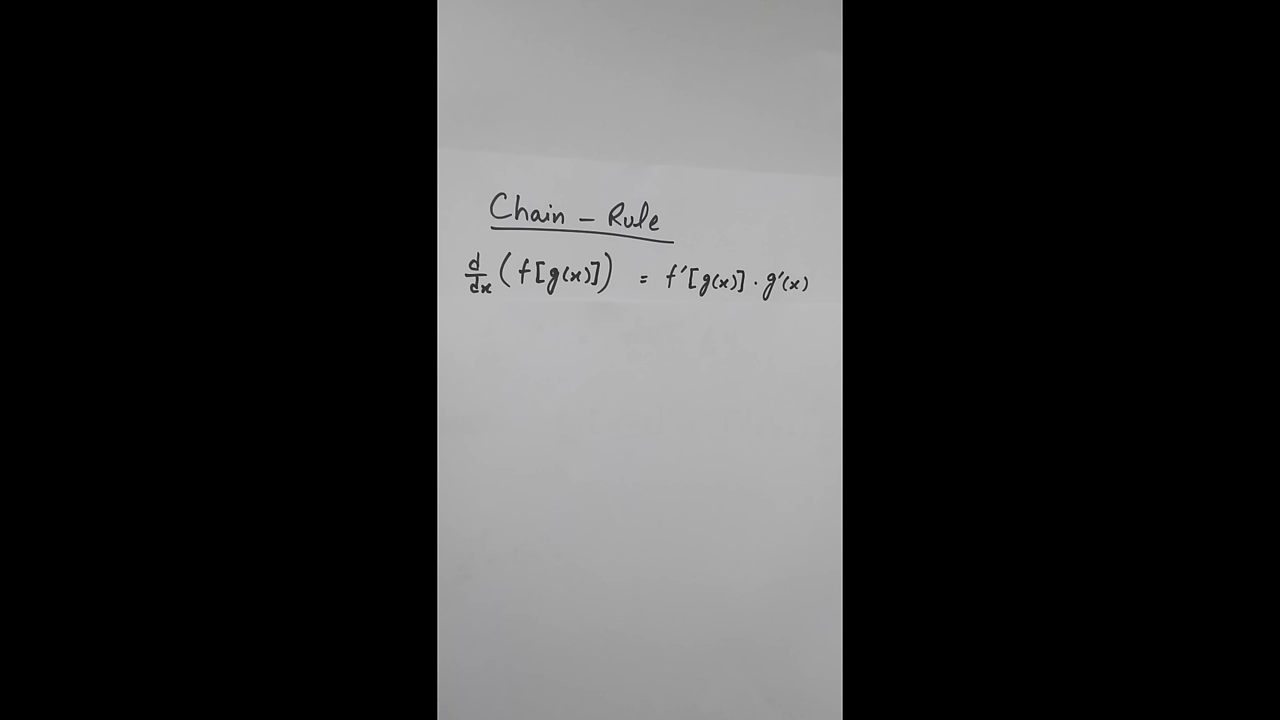 Chain - Rule
d/dx (f[g(x)]) = f'[g(x)] · g'(x)